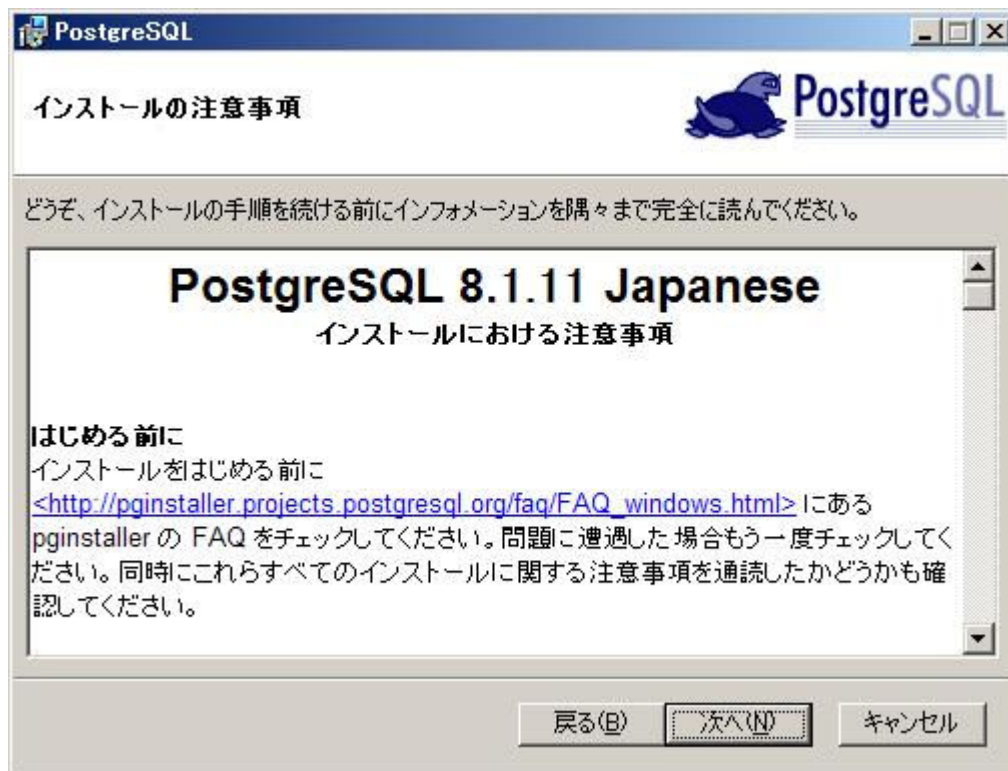 PostgreSQL
インストールの注意事項
PostgreSQL
どうぞ、インストールの手順を続ける前にインフォメーションを隅々まで完全に読んでください。
PostgreSQL 8.1.11 Japanese
インストールにおける注意事項
はじめる前に
インストールをはじめる前に
<http://pginstaller.projects.postgresql.org/faq/FAQ_windows.html> にある
pginstaller の FAQ をチェックしてください。問題に遭遇した場合もう一度チェックしてく
ださい。同時にこれらすべてのインストールに関する注意事項を通読したかどうかも確
認してください。
戻る(B) 次へ(N) キャンセル